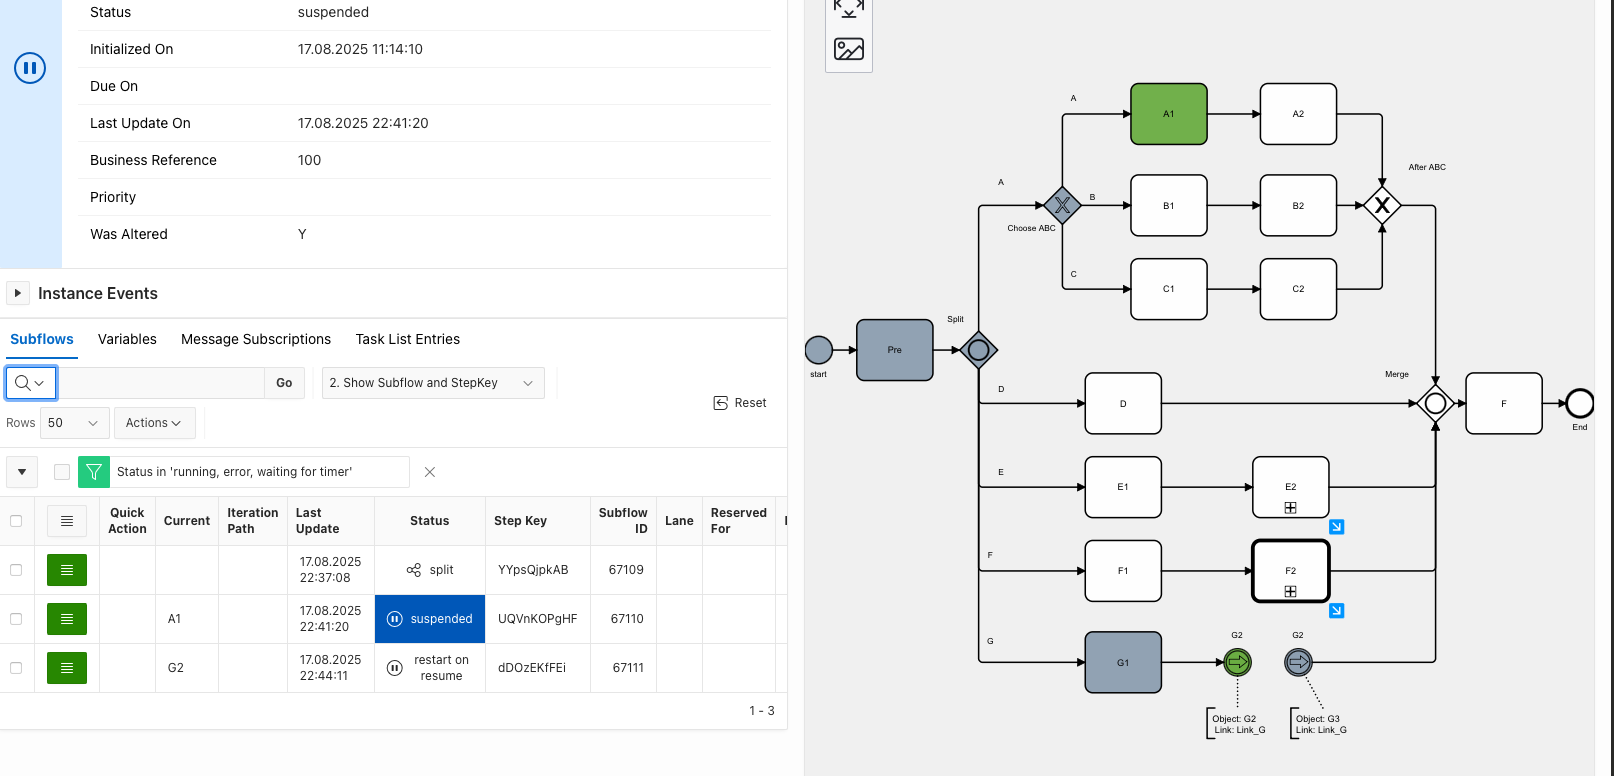 Status suspended
Initialized On 17.08.2025 11:14:10
Due On
Last Update On 17.08.2025 22:41:20
Business Reference 100
Priority
Was Altered Y
Instance Events
Subflows Variables Message Subscriptions Task List Entries
Go 2. Show Subflow and StepKey
Reset
Rows 50 Actions
Status in 'running, error, waiting for timer'
Quick Action Current Iteration Path Last Update Status Step Key Subflow ID Lane Reserved For
17.08.2025 22:37:08 split YYpsQjpkAB 67109
A1 17.08.2025 22:41:20 suspended UQVnKOPgHF 67110
G2 17.08.2025 22:44:11 restart on resume dDOzEKfFEi 67111
1 - 3
A
A1
A2
After ABC
A
B
B1
B2
X
X
Choose ABC
C
C1
C2
Split
Pre
start
D
D
Merge
F
End
E
E1
E2
F
F1
F2
G
G1
G2
G2
Object: G2
Link: Link_G
Object: G3
Link: Link_G